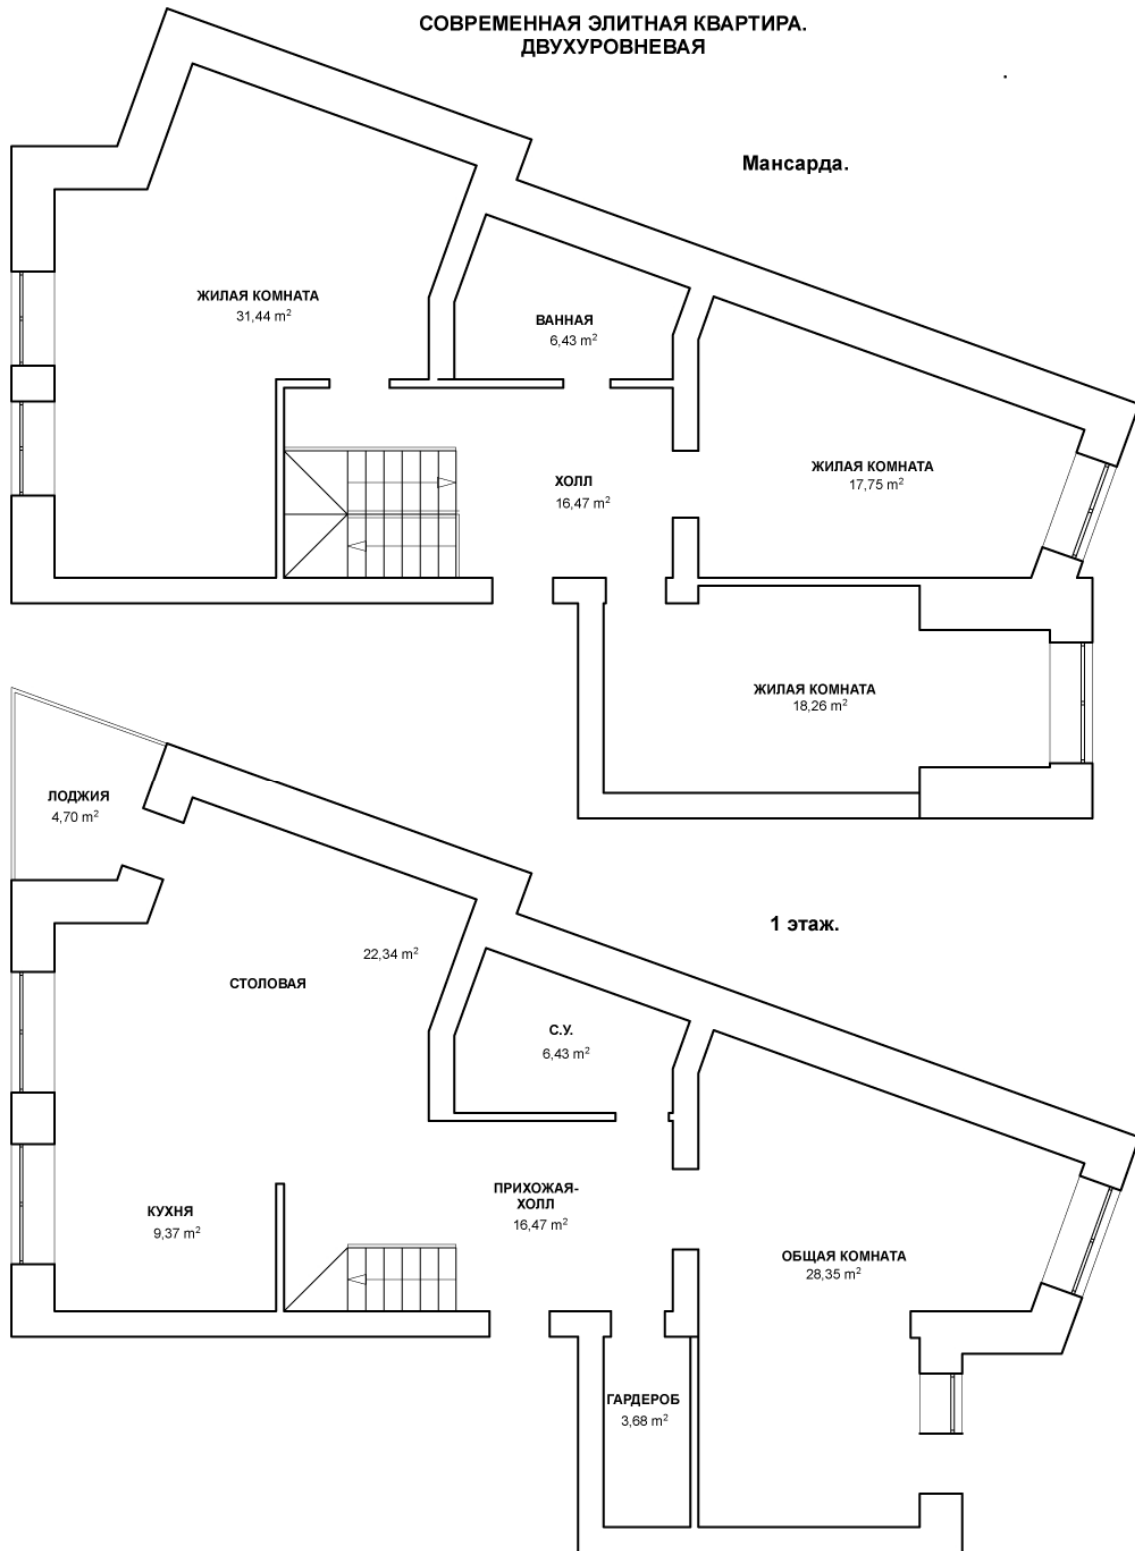 СОВРЕМЕННАЯ ЭЛИТНАЯ КВАРТИРА.
ДВУХУРОВНЕВАЯ
Мансарда.
ЖИЛАЯ КОМНАТА
31,44 m²
ВАННАЯ
6,43 m²
ЖИЛАЯ КОМНАТА
17,75 m²
ХОЛЛ
16,47 m²
ЖИЛАЯ КОМНАТА
18,26 m²
ЛОДЖИЯ
4,70 m²
1 этаж.
22,34 m²
СТОЛОВАЯ
С.У.
6,43 m²
ПРИХОЖАЯ-
ХОЛЛ
16,47 m²
КУХНЯ
9,37 m²
ОБЩАЯ КОМНАТА
28,35 m²
ГАРДЕРОБ
3,68 m²